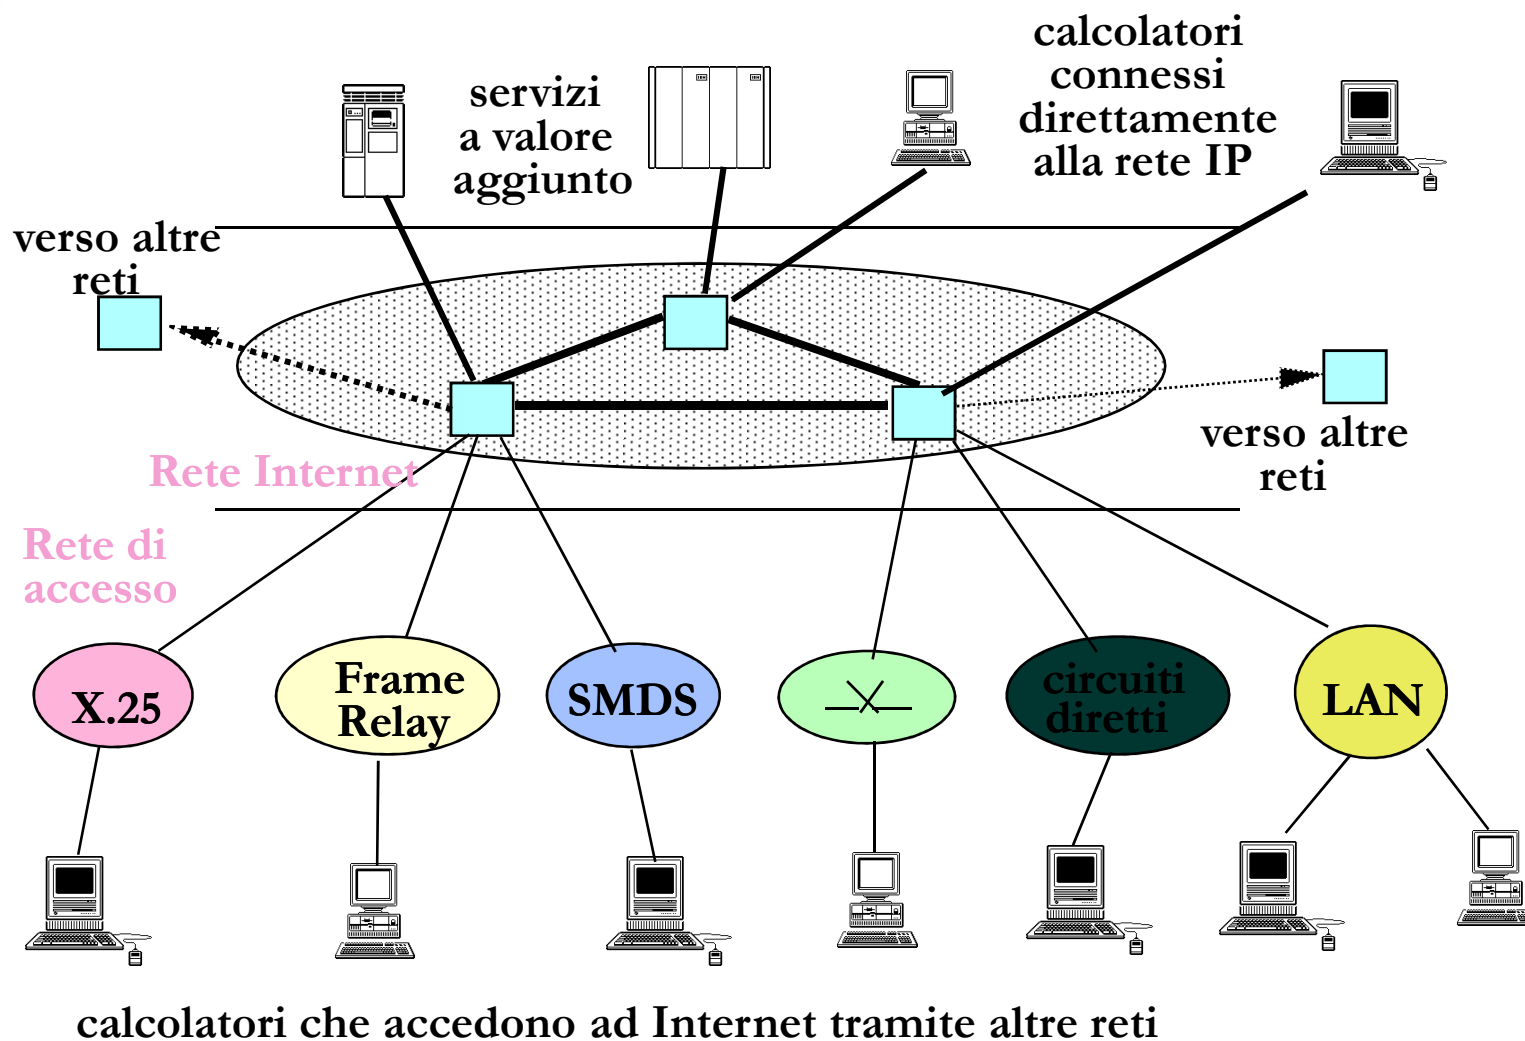 calcolatori
connessi
direttamente
alla rete IP
servizi
a valore
aggiunto
verso altre
reti
verso altre
reti
Rete Internet
Rete di
accesso
X.25
Frame
Relay
SMDS
circuiti
diretti
LAN
calcolatori che accedono ad Internet tramite altre reti